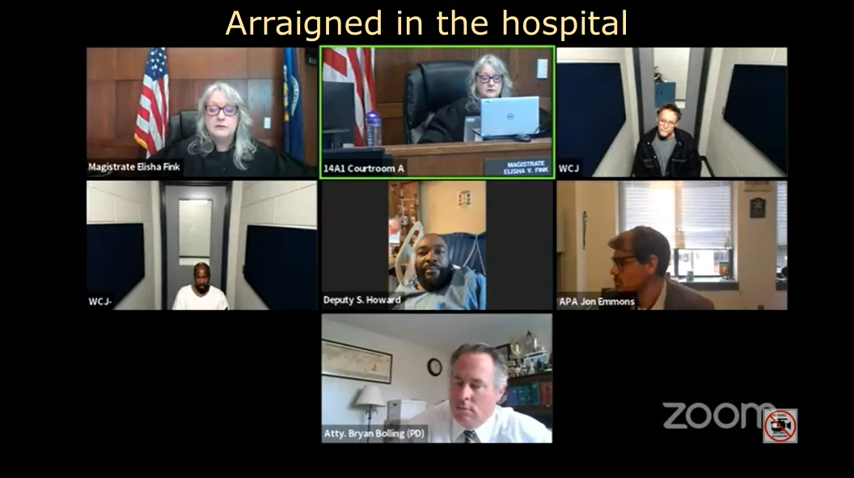 Arraigned in the hospital
Magistrate Elisha Fink
14A1 Courtroom A
MAGISTRATE
ELISHA V. FINK
WCJ
WCJ-
Deputy S. Howard
APA Jon Emmons
Atty. Bryan Bolling (PD)
zoom